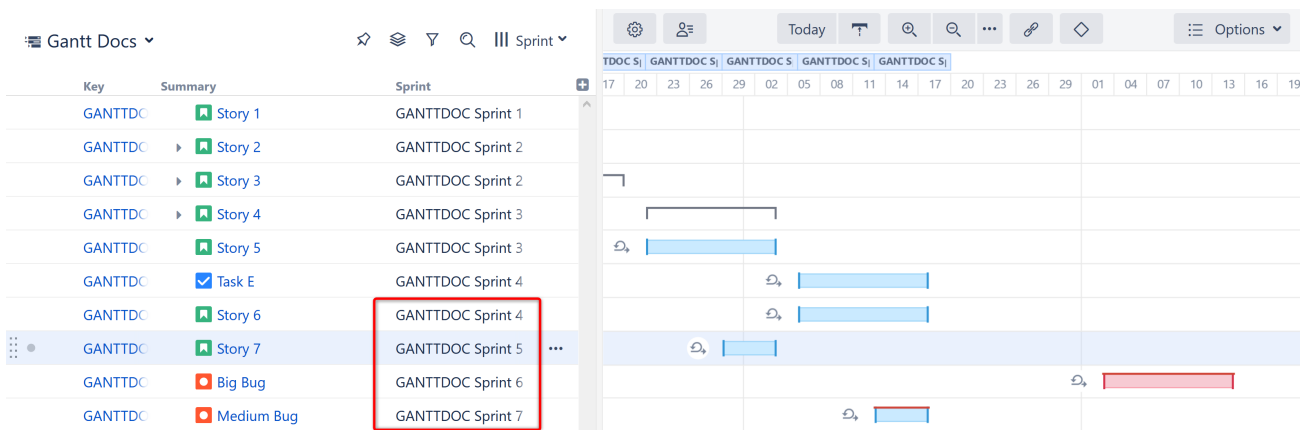 Gantt Docs Sprint Today Options
TDOC S GANTTDOC S GANTTDOC S GANTTDOC S GANTTDOC S
Key Summary Sprint 17 20 23 26 29 02 05 08 11 14 17 20 23 26 29 01 04 07 10 13 16 19
GANTTDC Story 1 GANTTDOC Sprint 1
GANTTDC Story 2 GANTTDOC Sprint 2
GANTTDC Story 3 GANTTDOC Sprint 2
GANTTDC Story 4 GANTTDOC Sprint 3
GANTTDC Story 5 GANTTDOC Sprint 3
GANTTDC Task E GANTTDOC Sprint 4
GANTTDC Story 6 GANTTDOC Sprint 4
GANTTDC Story 7 GANTTDOC Sprint 5
GANTTDC Big Bug GANTTDOC Sprint 6
GANTTDC Medium Bug GANTTDOC Sprint 7